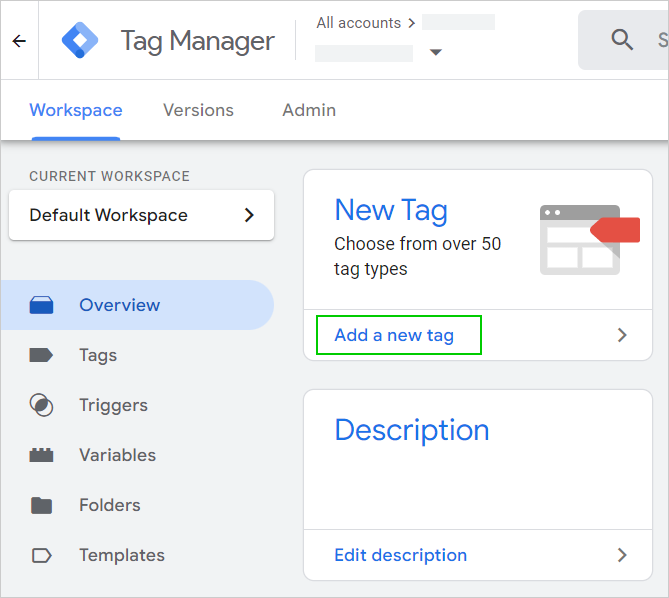 Tag Manager
All accounts >
Workspace
Versions
Admin
CURRENT WORKSPACE
Default Workspace
Overview
Tags
Triggers
Variables
Folders
Templates
New Tag
Choose from over 50
tag types
Add a new tag
Description
Edit description